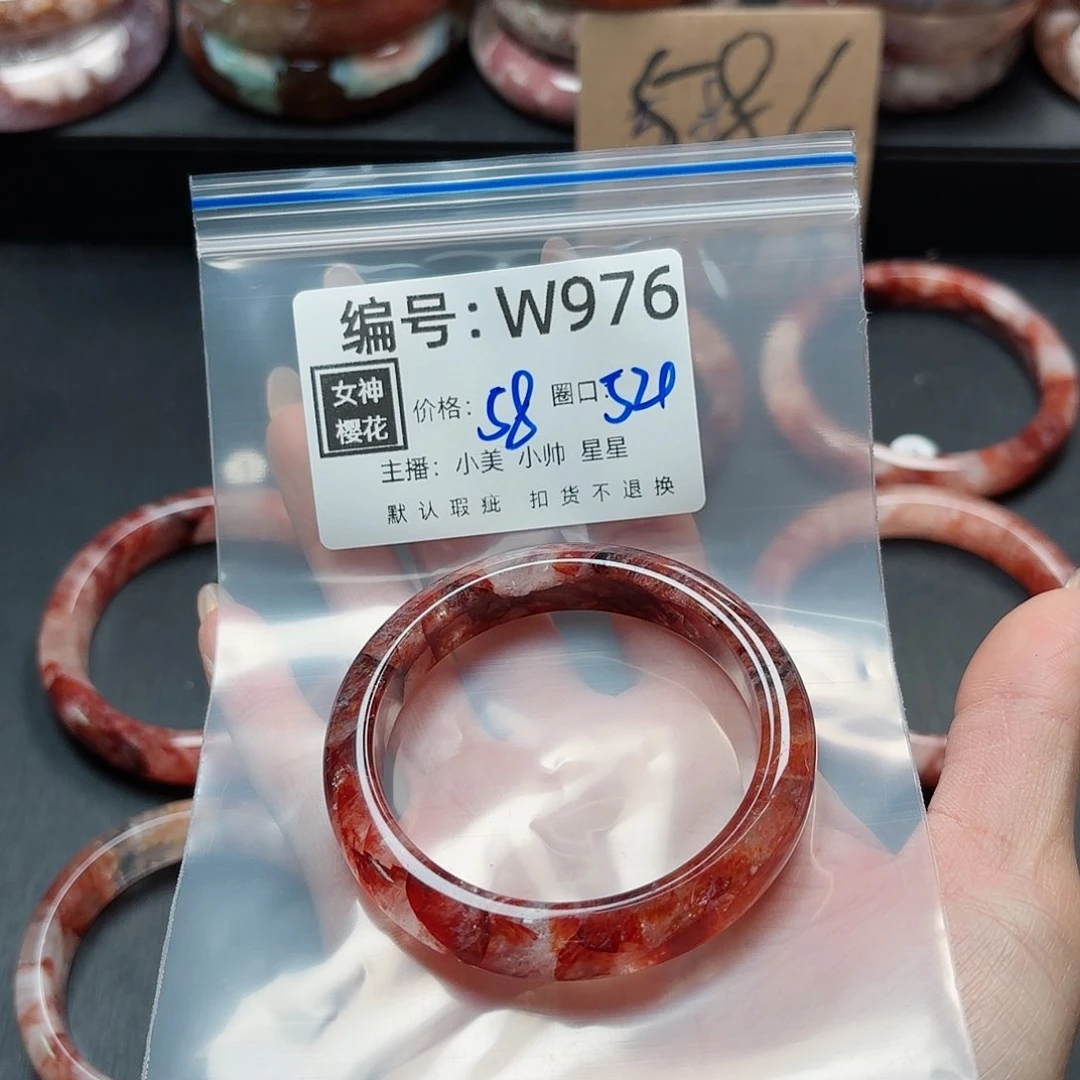 编号:W976
女神
樱花
价格: 58 圈口:
主播: 小美 小帅 星星
默认瑕疵 扣货不退换